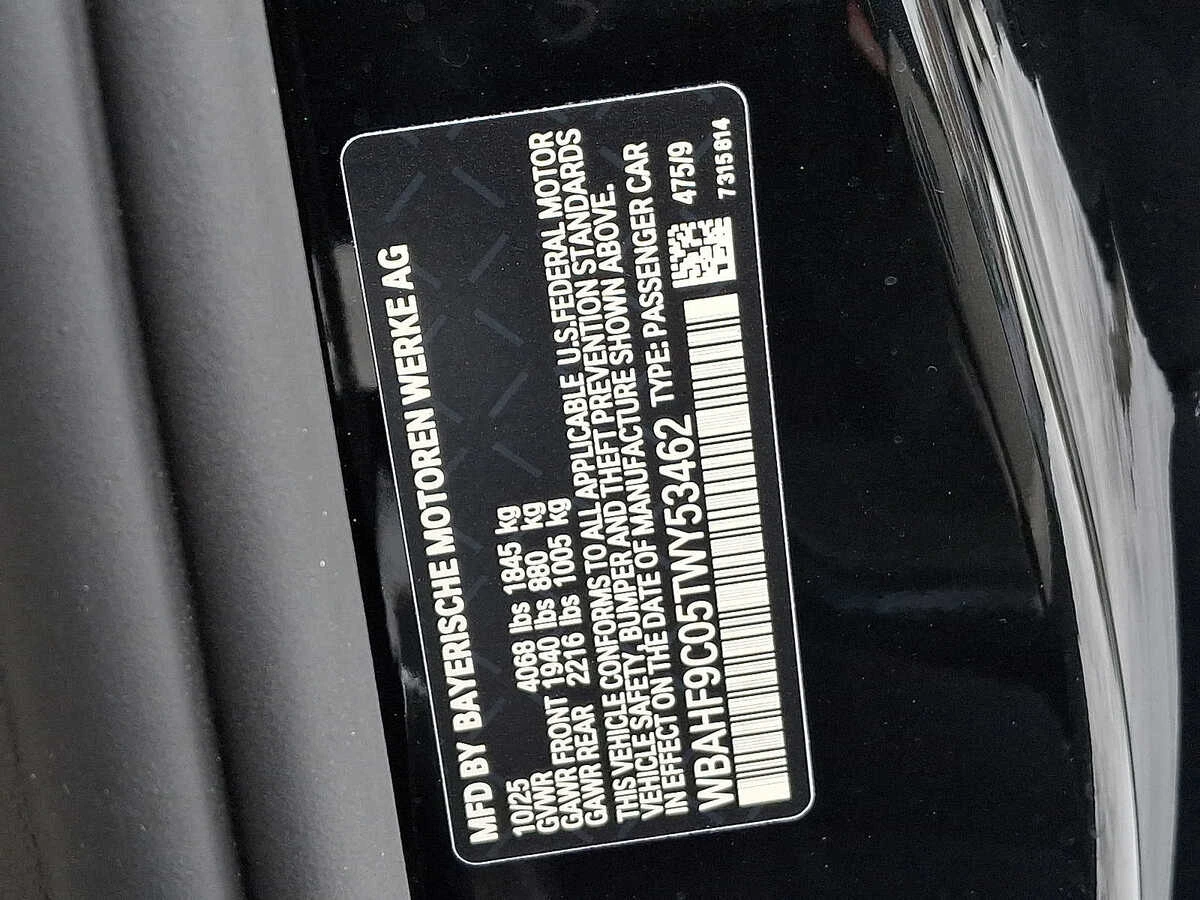 MFD BY BAYERISCHE MOTOREN WERKE AG
10/25
GVWR 4068 lbs 1845 kg
GAWR FRONT 1940 lbs 880 kg
GAWR REAR 2216 lbs 1005 kg
THIS VEHICLE CONFORMS TO ALL APPLICABLE U.S.FEDERAL MOTOR
VEHICLE SAFETY, BUMPER AND THEFT PREVENTION STANDARDS
IN EFFECT ON THE DATE OF MANUFACTURE SHOWN ABOVE.
WBAHF9C05TWY53462 TYPE: PASSENGER CAR
475/9
7315814